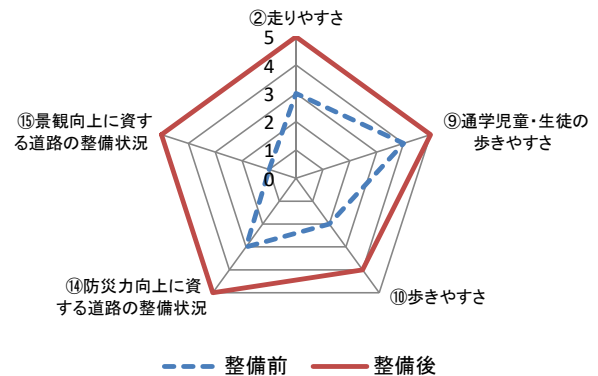 ②走りやすさ
5
4
3
2
1
0
⑨通学児童・生徒の
歩きやすさ
⑩歩きやすさ
⑭防災力向上に資
する道路の整備状況
⑮景観向上に資す
る道路の整備状況
整備前
整備後